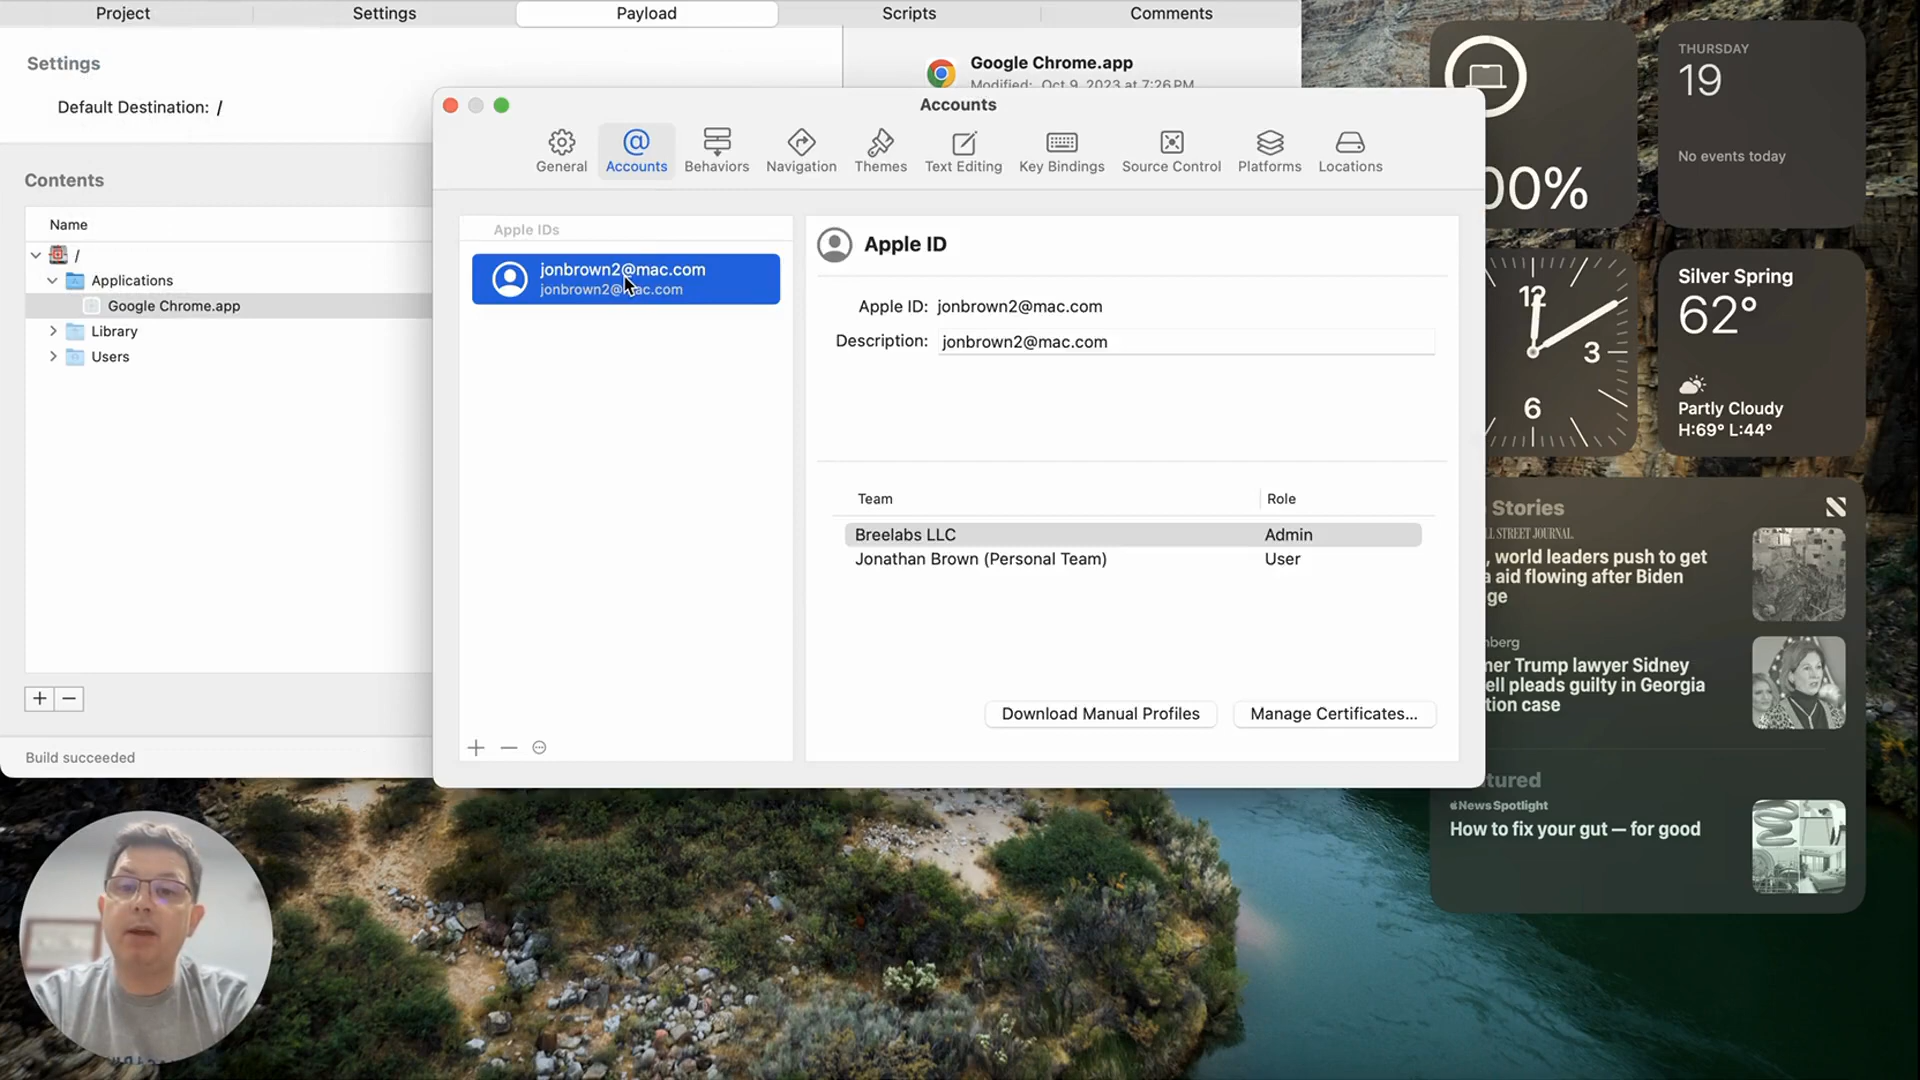 Project
Settings
Payload
Scripts
Comments
Settings
Default Destination: /
Google Chrome.app
Modified: Oct 9, 2023 at 7:26 PM
Contents
Name
/
Applications
Google Chrome.app
Library
Users
Build succeeded
Accounts
General
Accounts
Behaviors
Navigation
Themes
Text Editing
Key Bindings
Source Control
Platforms
Locations
Apple IDs
jonbrown2@mac.com
jonbrown2@mac.com
Apple ID
Apple ID: jonbrown2@mac.com
Description: jonbrown2@mac.com
Team Role
Breelabs LLC Admin
Jonathan Brown (Personal Team) User
Download Manual Profiles
Manage Certificates...
00%
THURSDAY
19
No events today
12
3
6
Silver Spring
62°
Partly Cloudy
H:69° L:44°
Stories
STREET JOURNAL
, world leaders push to get
aid flowing after Biden
ge
nberg
ner Trump lawyer Sidney
ell pleads guilty in Georgia
tion case
tured
News Spotlight
How to fix your gut — for good